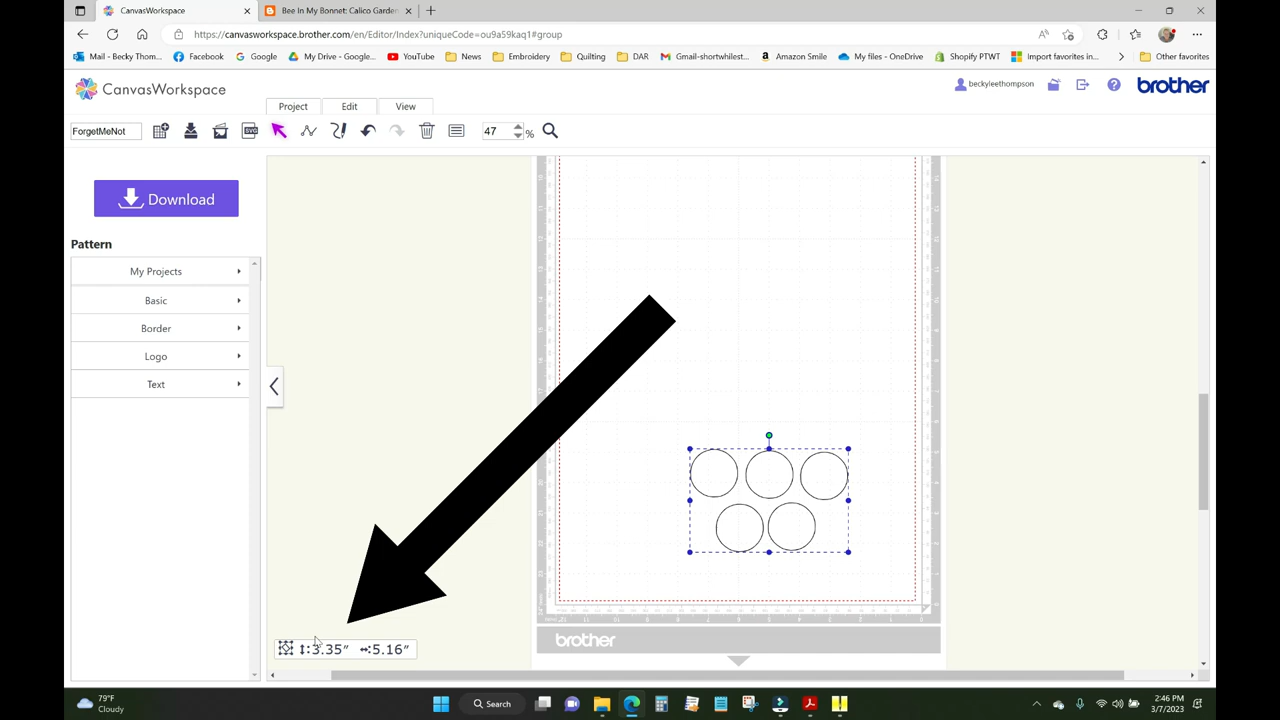 CanvasWorkspace
Bee In My Bonnet: Calico Garden
https://canvasworkspace.brother.com/en/Editor/Index?uniqueCode=ou9a59kaq1#group
Mail - Becky Thom...
Facebook
Google
My Drive - Google...
YouTube
News
Embroidery
Quilting
DAR
Gmail-shortwhilest...
Amazon Smile
My files - OneDrive
Shopify PTWT
Import favorites in...
Other favorites
CanvasWorkspace
beckyleethompson
brother
Project
Edit
View
ForgetMeNot
SVG
47
%
Download
Pattern
My Projects
Basic
Border
Logo
Text
brother
3.35" 5.16"
79°F
Cloudy
Search
2:46 PM
3/7/2023